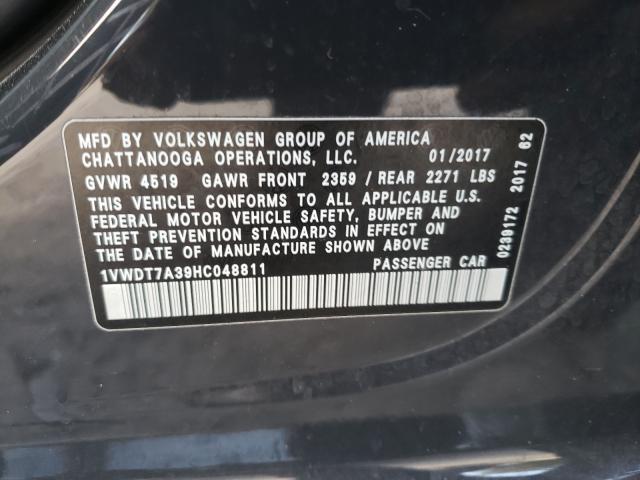 MFD BY VOLKSWAGEN GROUP OF AMERICA
CHATTANOOGA OPERATIONS, LLC. 01/2017
GVWR 4519 GAWR FRONT 2359 / REAR 2271 LBS
THIS VEHICLE CONFORMS TO ALL APPLICABLE U.S.
FEDERAL MOTOR VEHICLE SAFETY, BUMPER AND
THEFT PREVENTION STANDARDS IN EFFECT ON
THE DATE OF MANUFACTURE SHOWN ABOVE
1VWDT7A39HC048811 PASSENGER CAR
0239172 2017 62